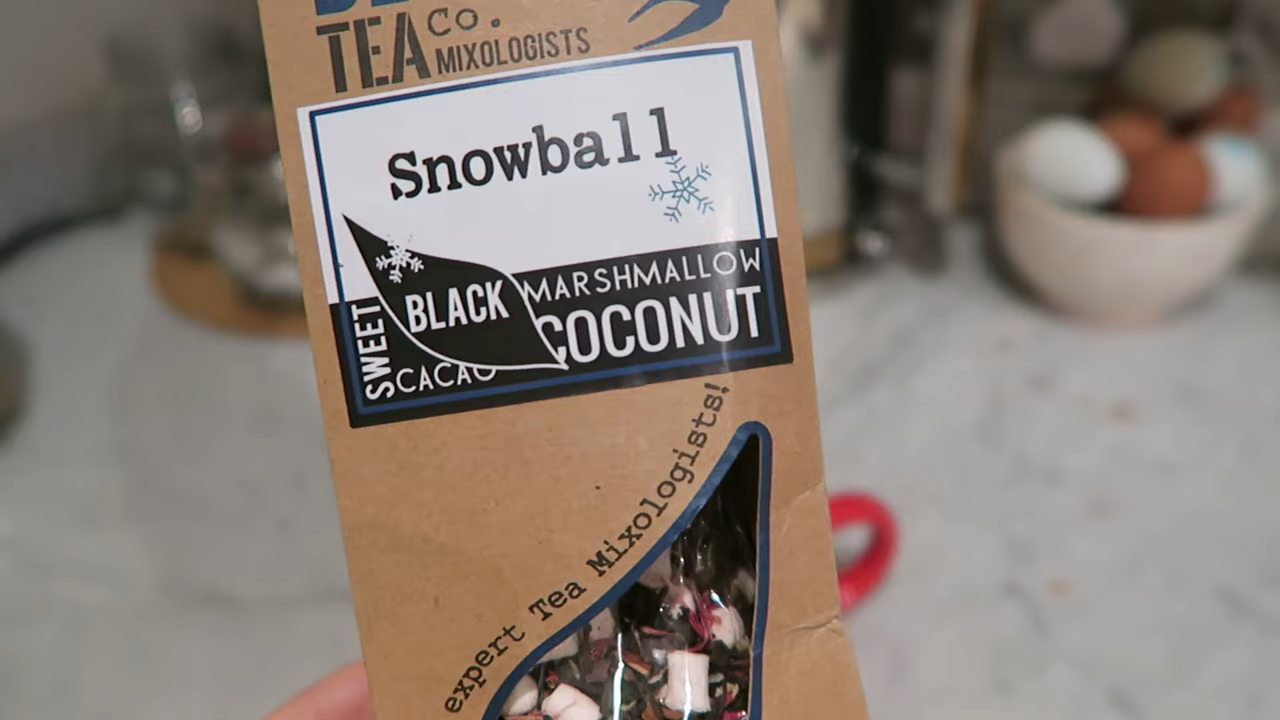 TEA Co.
MIXOLOGISTS
Snowball
SWEET
BLACK
MARSHMALLOW
COCONUT
CACAO
expert Tea Mixologists!